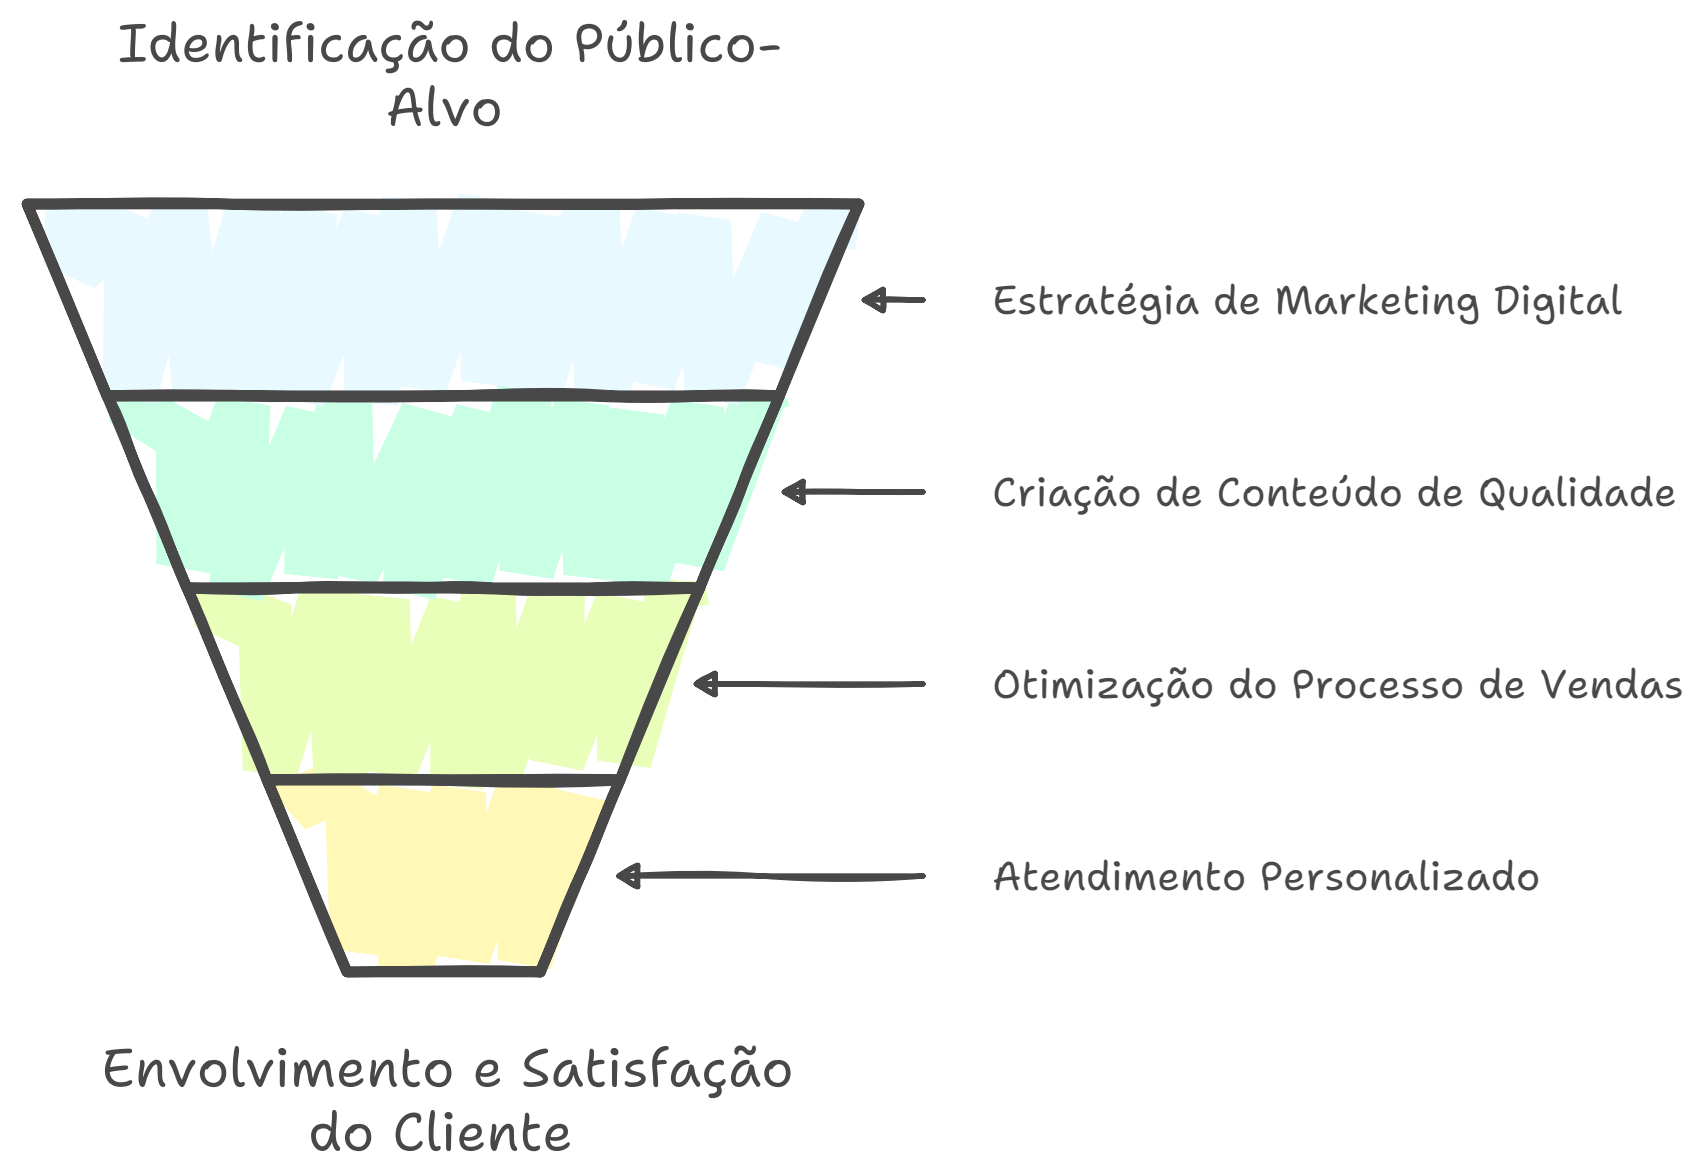 Identificação do Público-
Alvo
Estratégia de Marketing Digital
Criação de Conteúdo de Qualidade
Otimização do Processo de Vendas
Atendimento Personalizado
Envolvimento e Satisfação
do Cliente